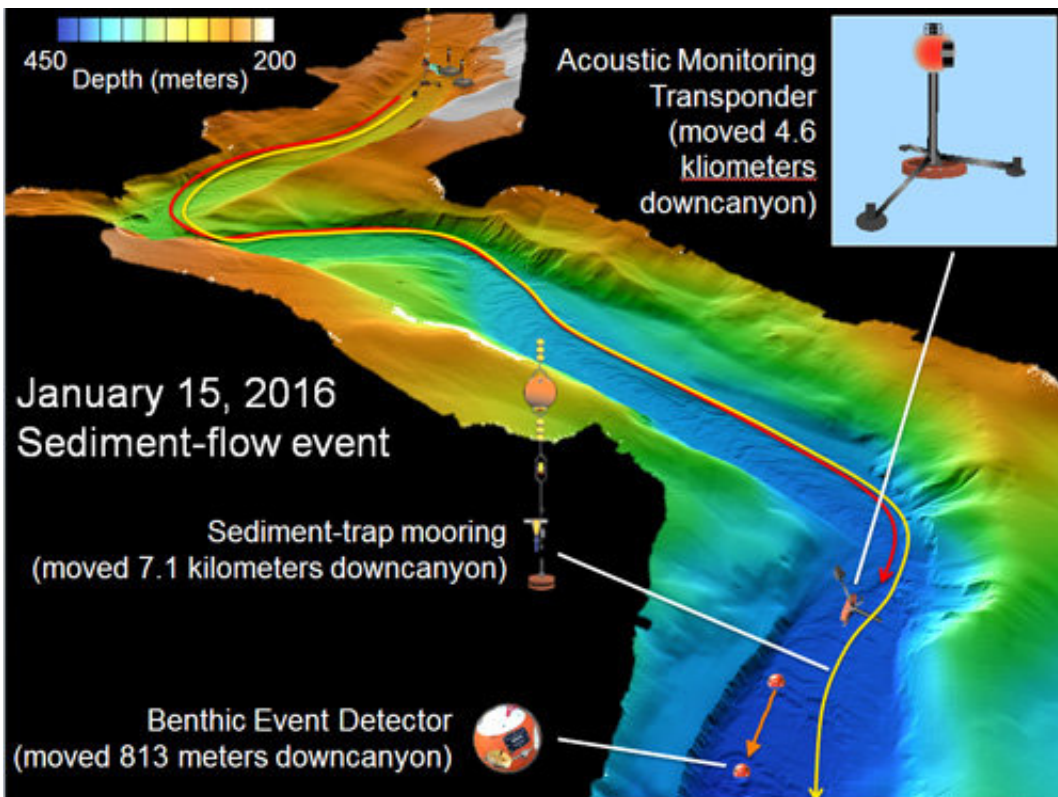 450 200
Depth (meters)
Acoustic Monitoring
Transponder
(moved 4.6
kliometers
downcanyon)
January 15, 2016
Sediment-flow event
Sediment-trap mooring
(moved 7.1 kilometers downcanyon)
Benthic Event Detector
(moved 813 meters downcanyon)